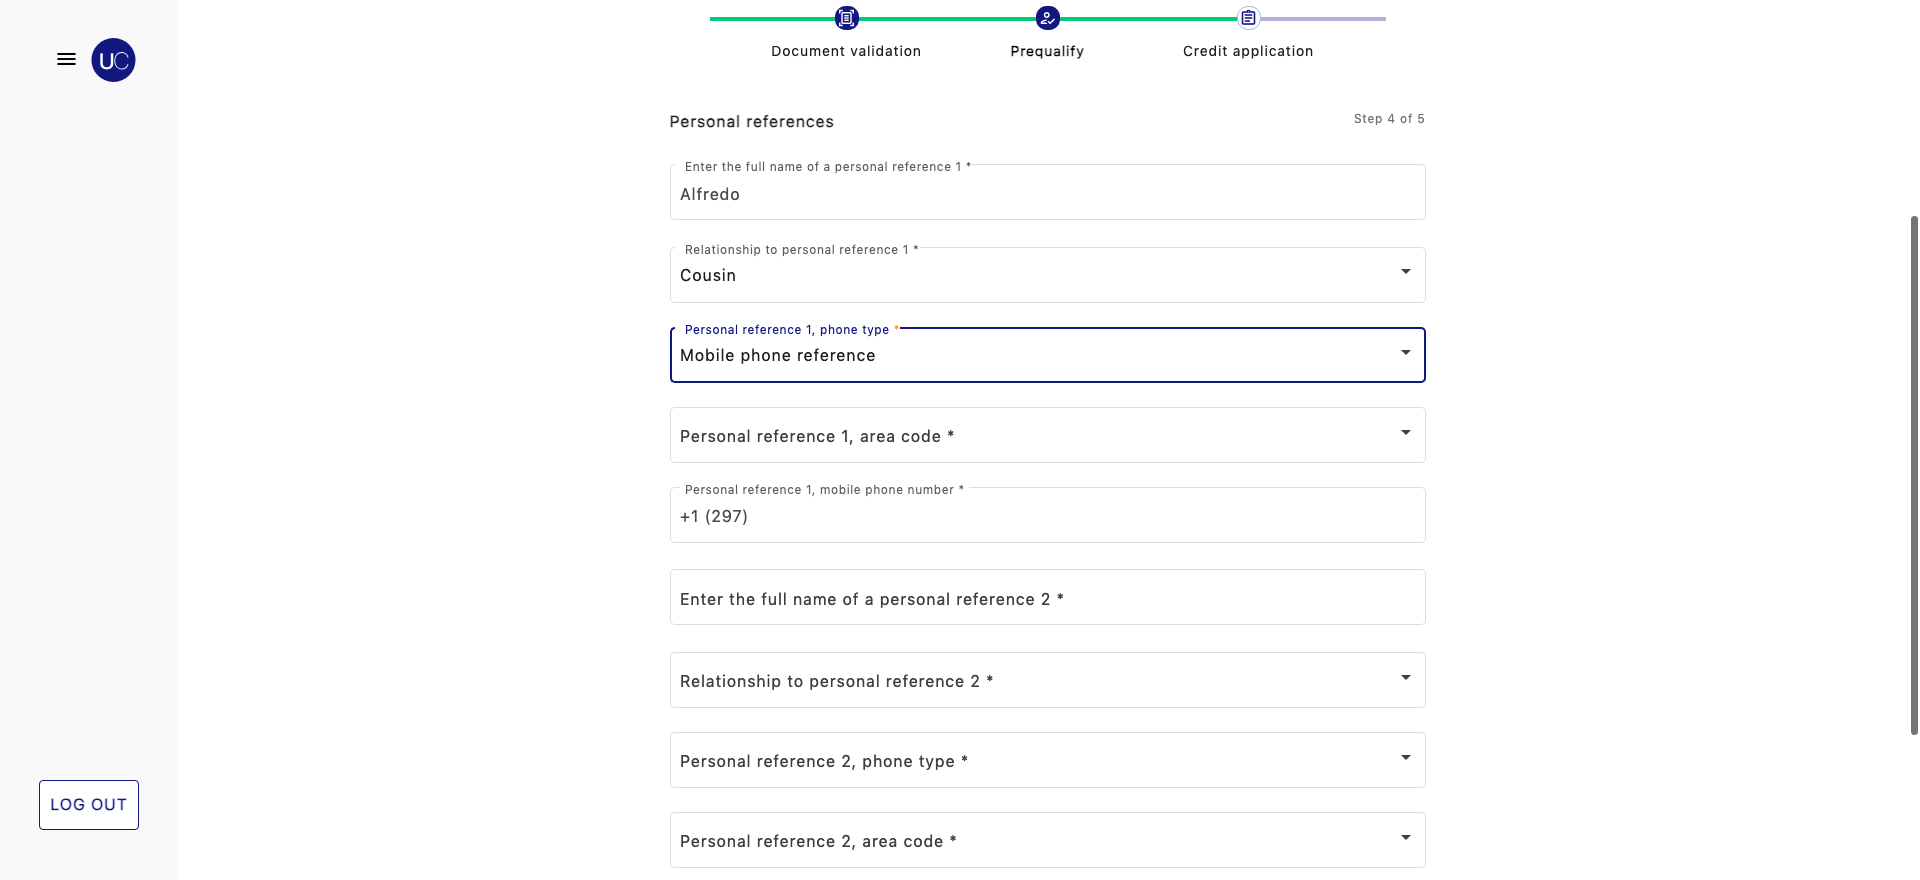 UC
Document validation
Prequalify
Credit application
Personal references
Step 4 of 5
Enter the full name of a personal reference 1 *
Alfredo
Relationship to personal reference 1 *
Cousin
Personal reference 1, phone type *
Mobile phone reference
Personal reference 1, area code *
Personal reference 1, mobile phone number *
+1 (297)
Enter the full name of a personal reference 2 *
Relationship to personal reference 2 *
Personal reference 2, phone type *
Personal reference 2, area code *
LOG OUT